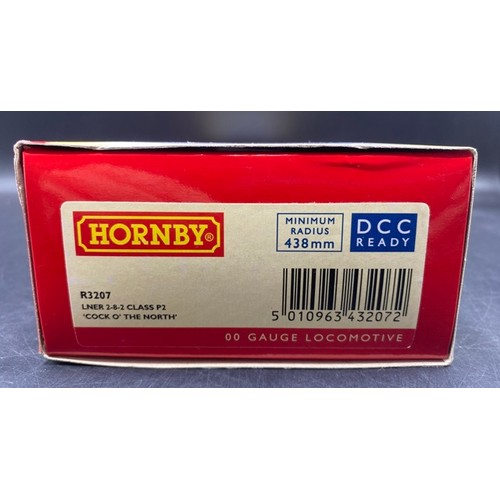 HORNBY®
MINIMUM
RADIUS
438mm
DCC
READY
R3207
LNER 2-8-2 CLASS P2
'COCK O' THE NORTH'
5 010963 432072
00 GAUGE LOCOMOTIVE